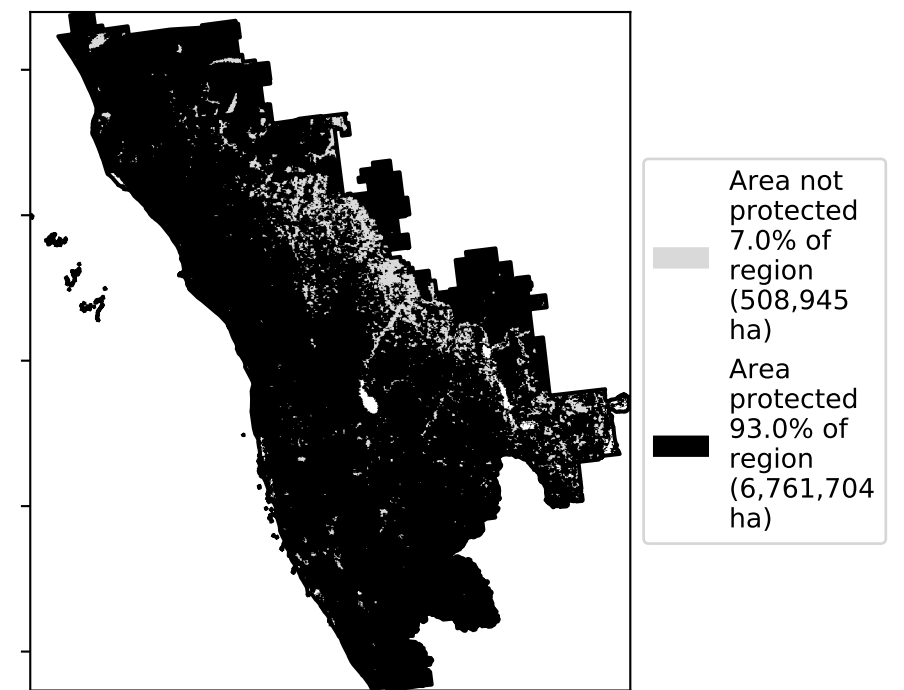 Area not
protected
7.0% of
region
(508,945
ha)
Area
protected
93.0% of
region
(6,761,704
ha)